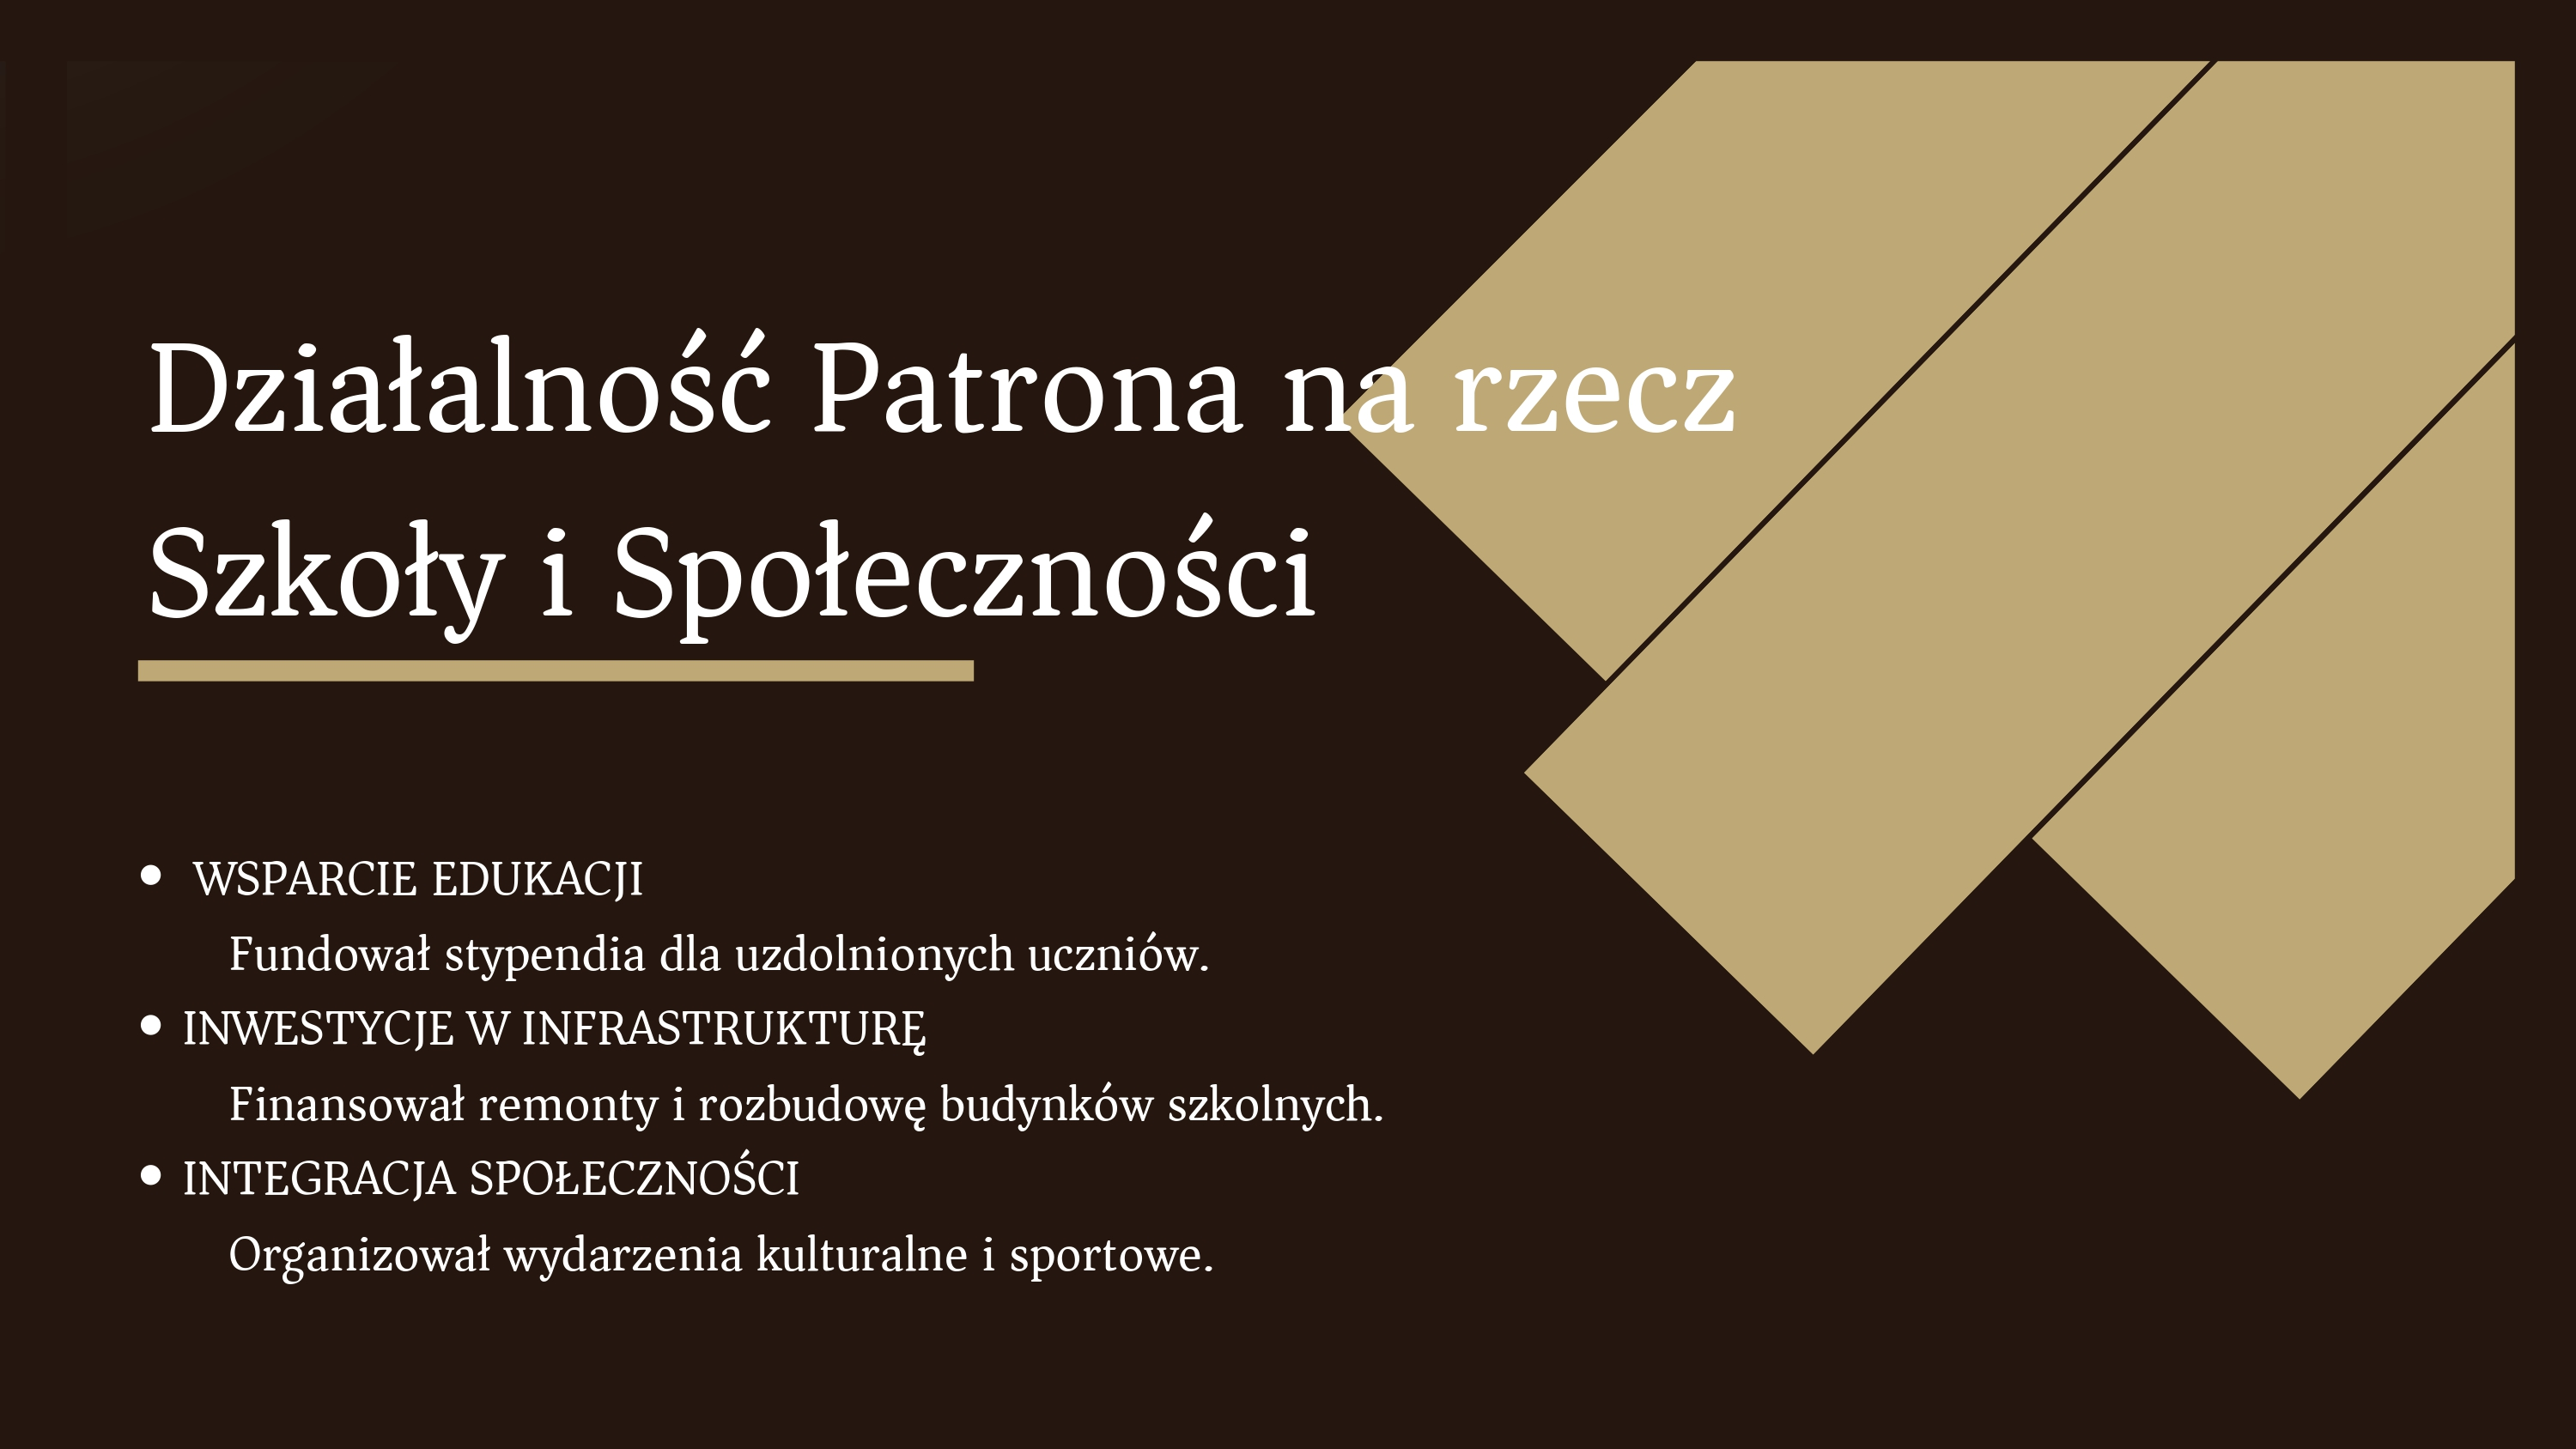 Działalność Patrona na rzecz
Szkoły i Społeczności
• WSPARCIE EDUKACJI
Fundował stypendia dla uzdolnionych uczniów.
• INWESTYCJE W INFRASTRUKTURĘ
Finansował remonty i rozbudowę budynków szkolnych.
• INTEGRACJA SPOŁECZNOŚCI
Organizował wydarzenia kulturalne i sportowe.